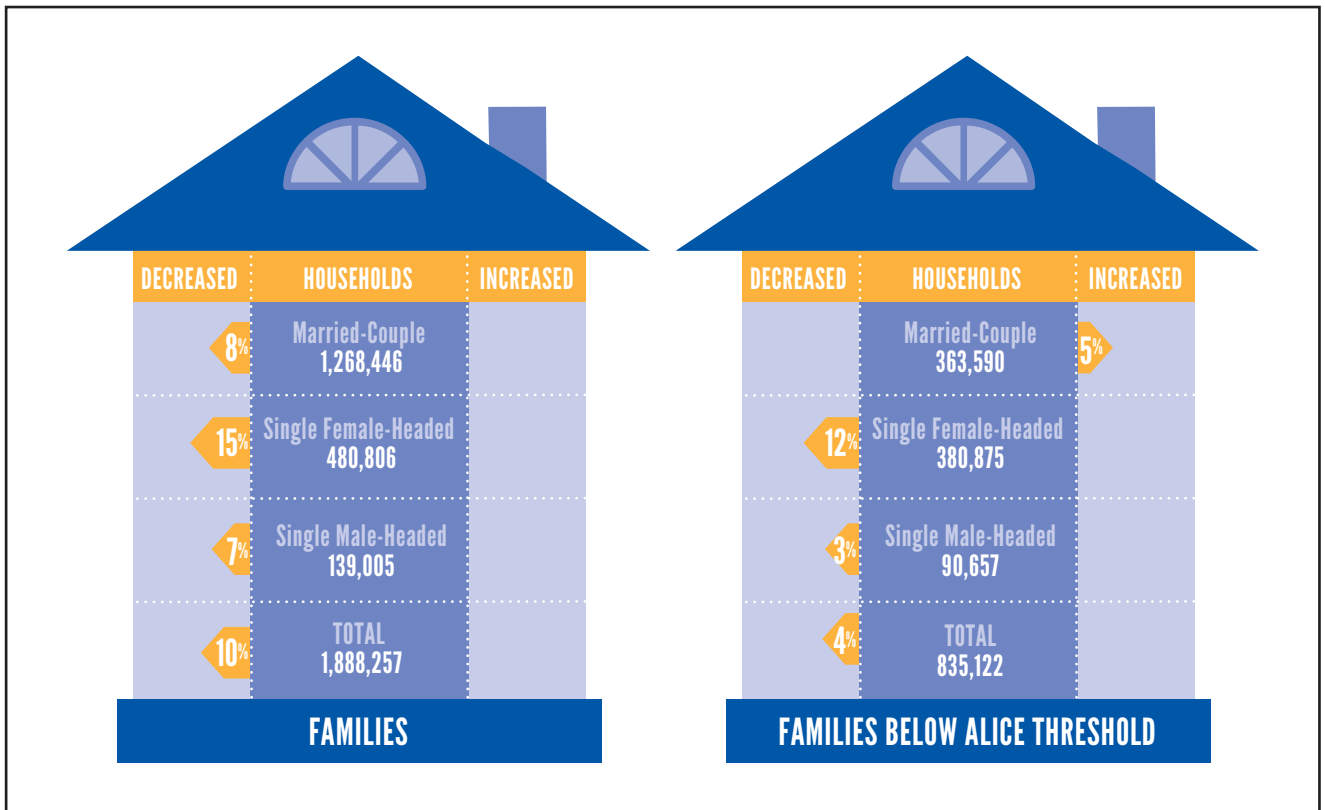 DECREASED HOUSEHOLDS INCREASED
8% Married-Couple
1,268,446
15% Single Female-Headed
480,806
7% Single Male-Headed
139,005
10% TOTAL
1,888,257
FAMILIES
DECREASED HOUSEHOLDS INCREASED
Married-Couple 5%
363,590
12% Single Female-Headed
380,875
3% Single Male-Headed
90,657
4% TOTAL
835,122
FAMILIES BELOW ALICE THRESHOLD